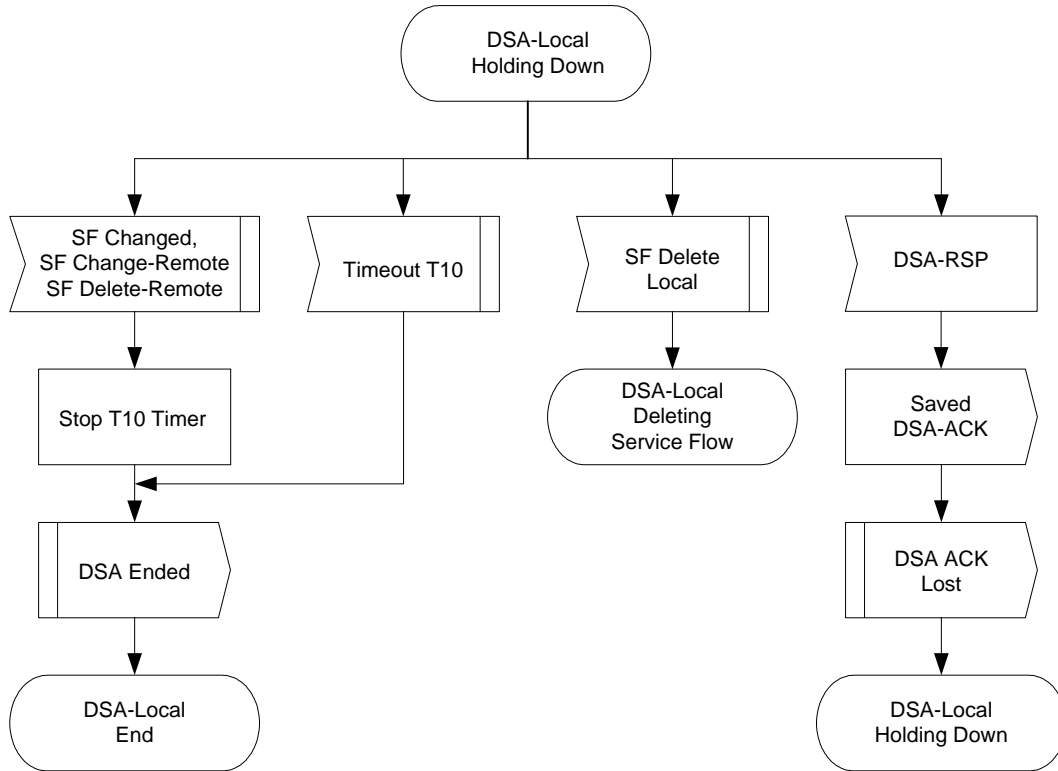 DSA-Local
Holding Down
SF Changed,
SF Change-Remote
SF Delete-Remote
Timeout T10
SF Delete
Local
DSA-RSP
Stop T10 Timer
DSA-Local
Deleting
Service Flow
Saved
DSA-ACK
DSA Ended
DSA ACK
Lost
DSA-Local
End
DSA-Local
Holding Down